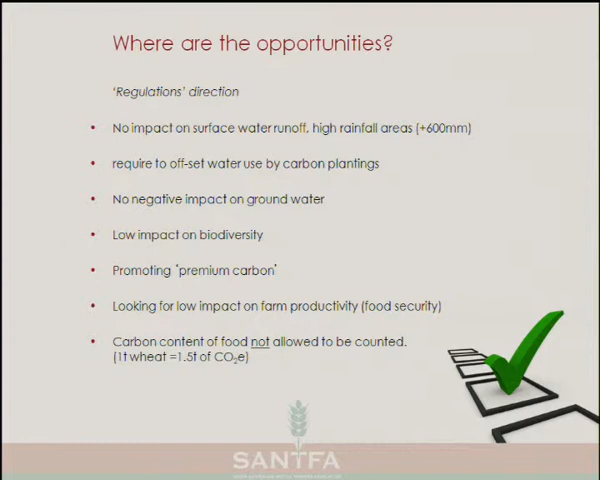 Where are the opportunities?
‘Regulations’ direction
• No impact on surface water runoff, high rainfall areas (+600mm)
• require to off-set water use by carbon plantings
• No negative impact on ground water
• Low impact on biodiversity
• Promoting ‘premium carbon’
• Looking for low impact on farm productivity (food security)
• Carbon content of food not allowed to be counted.
(1t wheat =1.5t of CO₂e)
SANTFA